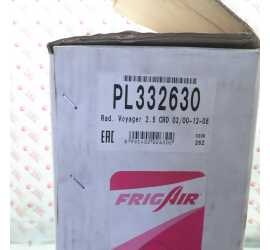 PL332630
Rad. Voyager 2.5 CRD 02/00-12-08
EAC
FRIGAIR